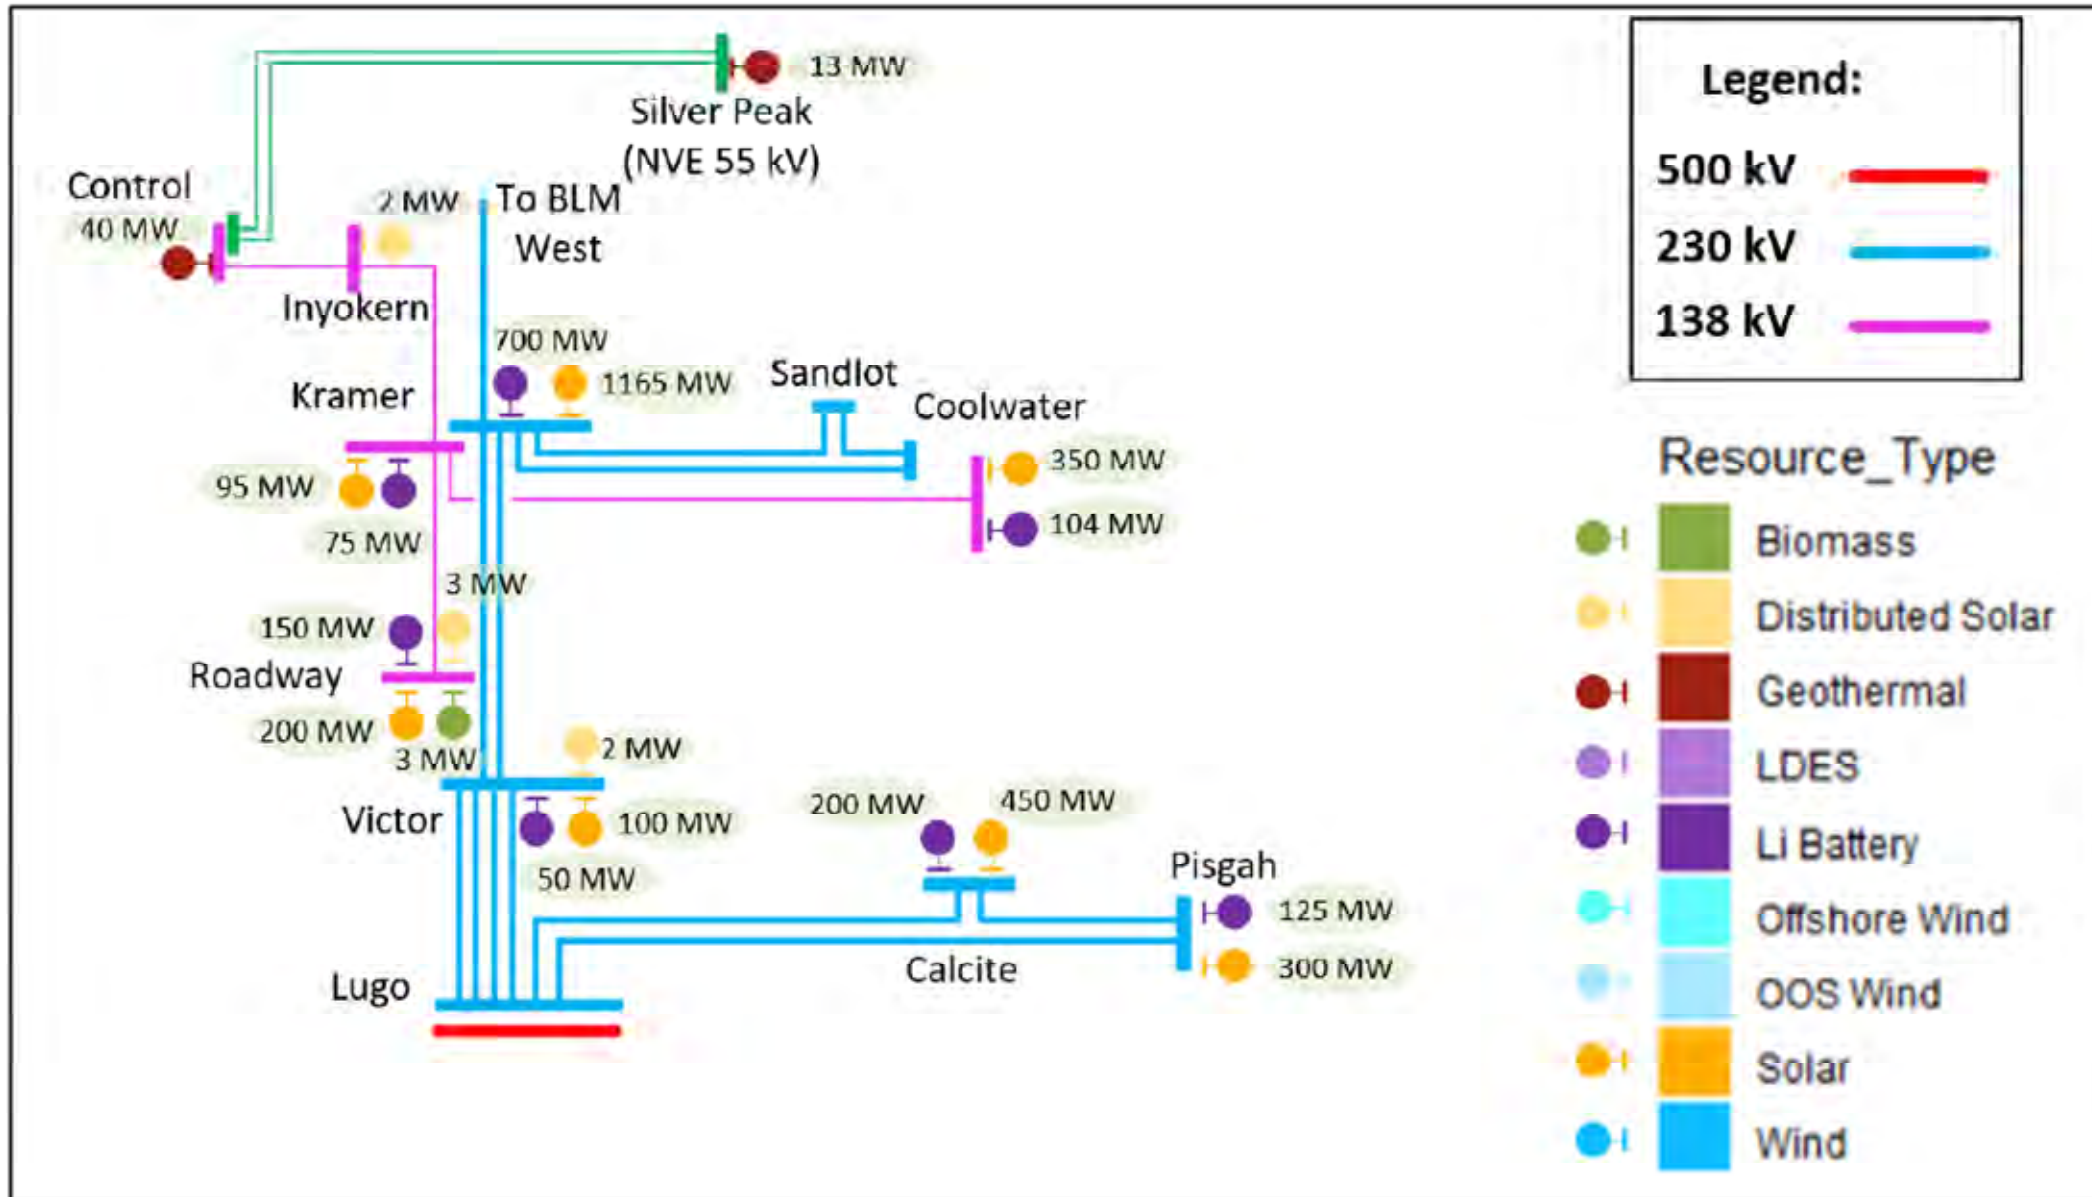 13 MW
Silver Peak
(NVE 55 kV)
Control
40 MW
2 MW
To BLM
West
Inyokern
700 MW
1165 MW
Sandlot
Coolwater
Kramer
350 MW
95 MW
104 MW
75 MW
3 MW
150 MW
Roadway
200 MW
3 MW
2 MW
Victor
100 MW
50 MW
200 MW
450 MW
Pisgah
125 MW
300 MW
Calcite
Lugo
Legend:
500 kV
230 kV
138 kV
Resource_Type
Biomass
Distributed Solar
Geothermal
LDES
Li Battery
Offshore Wind
OOS Wind
Solar
Wind